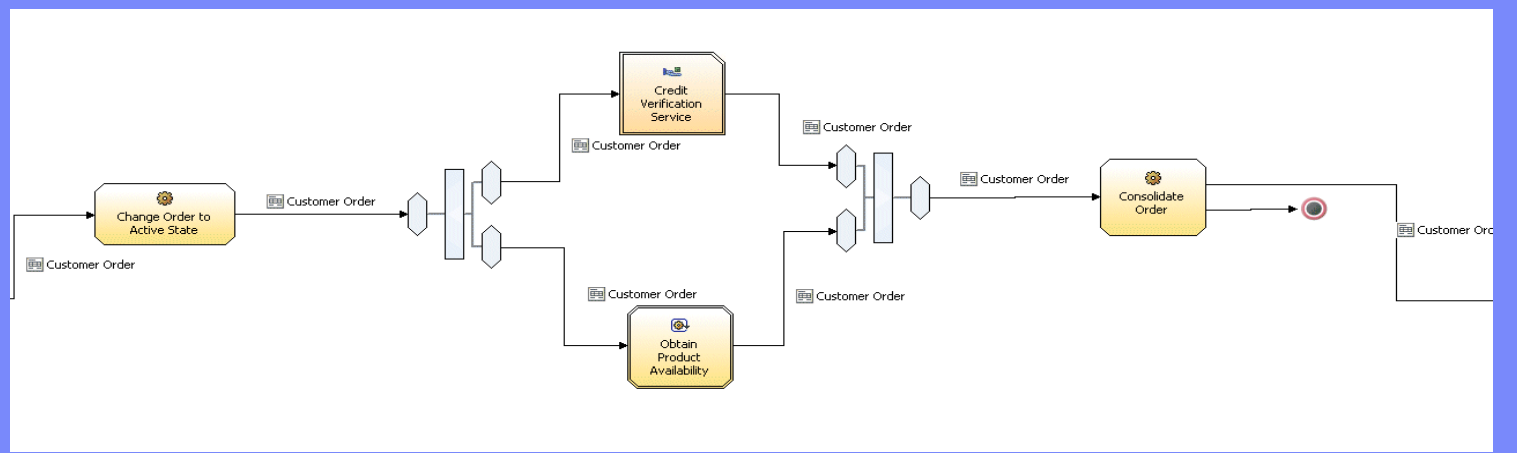 Credit
Verification
Service
Customer Order
Customer Order
Customer Order
Customer Order
Consolidate
Order
Change Order to
Active State
Customer Order
Customer Orc
Customer Order
Customer Order
Obtain
Product
Availability